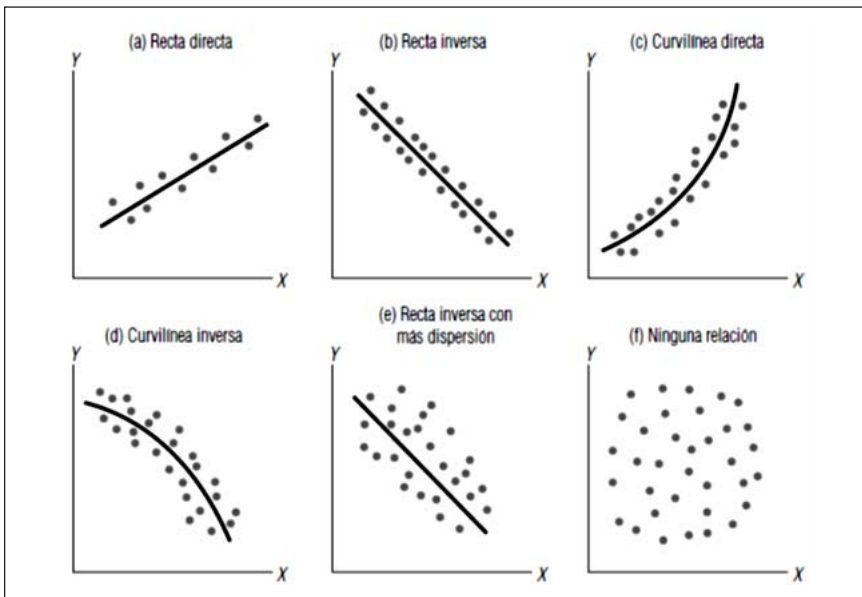 (a) Recta directa
Y
X
(b) Recta inversa
Y
X
(c) Curvilínea directa
Y
X
(d) Curvilínea inversa
Y
X
(e) Recta inversa con
más dispersión
Y
X
(f) Ninguna relación
Y
X